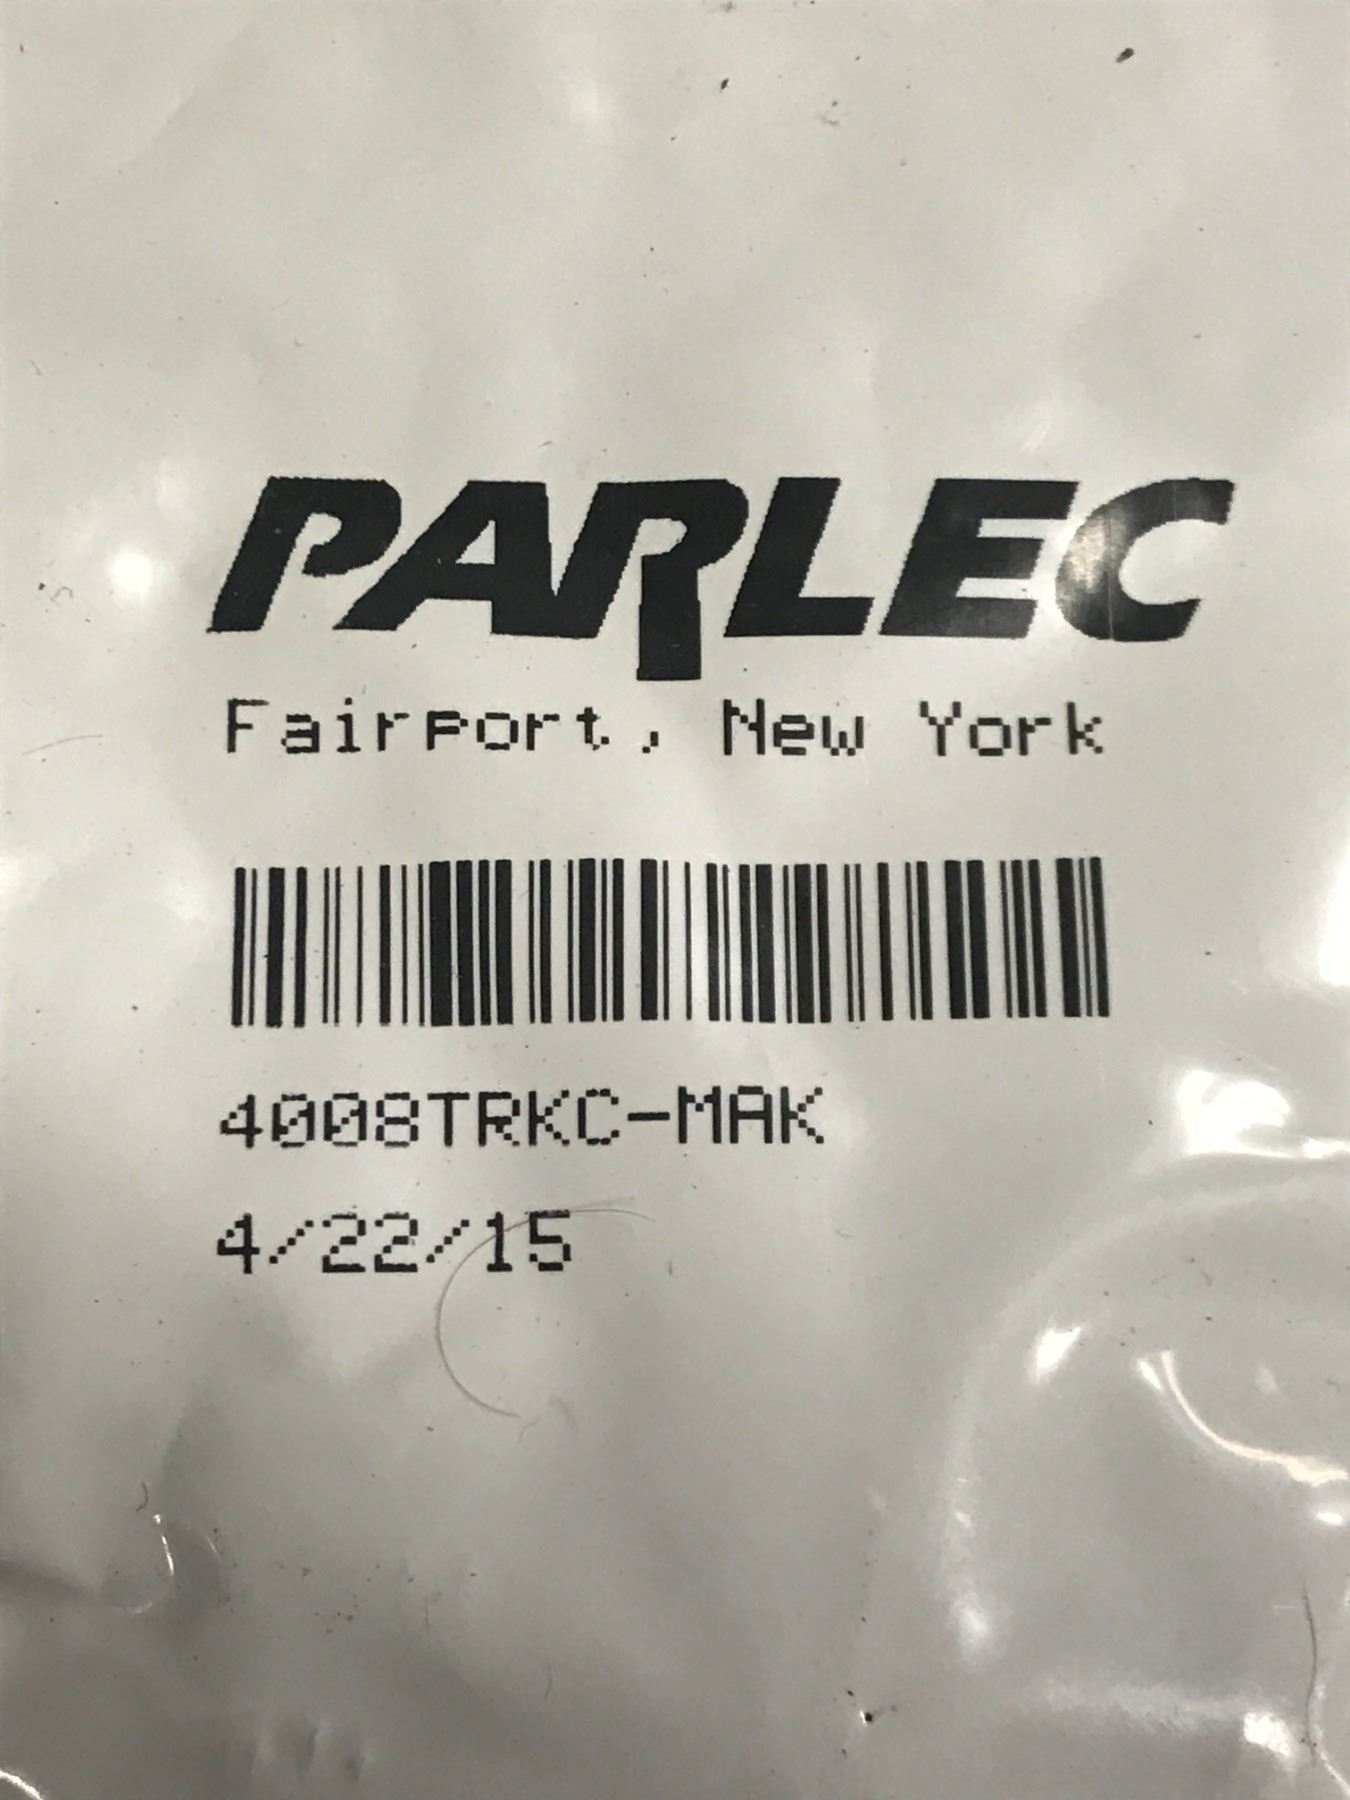 PARLEC
Fairport, New York
4008TRKC-MAK
4/22/15